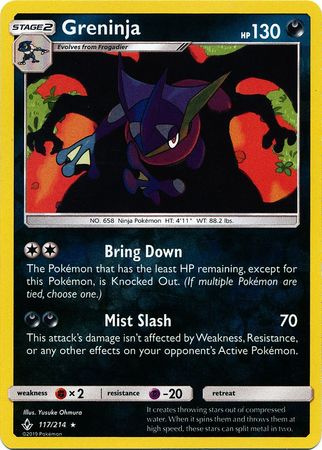 STAGE2 Greninja HP 130
Evolves from Frogadier
NO. 658 Ninja Pokémon HT: 4'11" WT: 88.2 lbs.
Bring Down
The Pokémon that has the least HP remaining, except for
this Pokémon, is Knocked Out. (If multiple Pokémon are
tied, choose one.)
Mist Slash 70
This attack's damage isn't affected by Weakness, Resistance,
or any other effects on your opponent's Active Pokémon.
weakness × 2 resistance -20 retreat
Illus. Yusuke Ohmura
117/214 ★
©2019 Pokémon
It creates throwing stars out of compressed
water. When it spins them and throws them at
high speed, these stars can split metal in two.